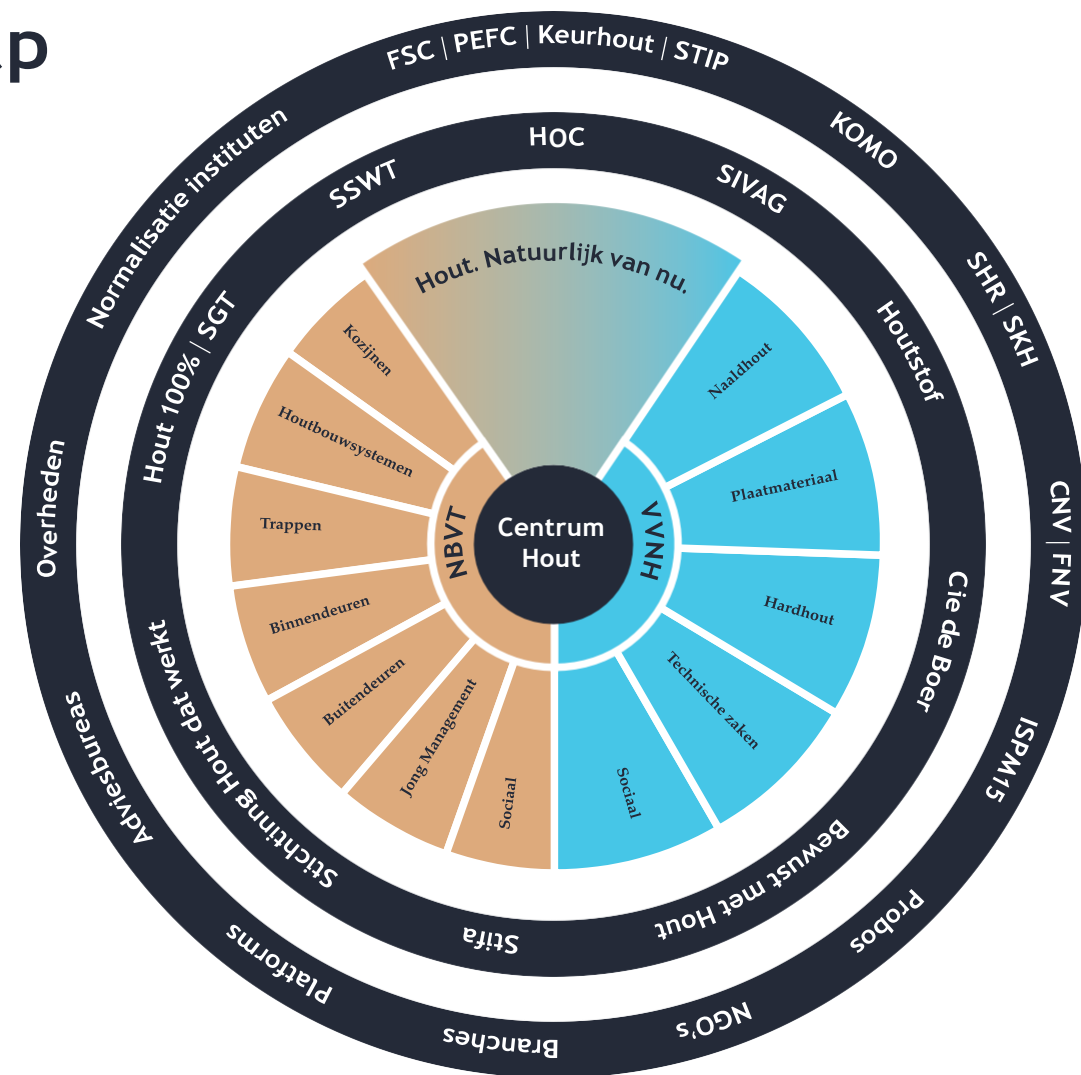 p
FSC | PEFC | Keurhout | STIP
KOMO
SHR | SKH
CNV | FNV
ISPM15
Probos
NGO's
Branches
Platforms
Adviesbureas
Overheden
Normalisatie instituten
HOC
SIVAG
Houtstof
Cie de Boer
Bewust met Hout
Stifa
Stichtinng Hout dat werkt
Hout 100% | SGT
SSWT
Hout. Natuurlijk van nu.
Naaldhout
Plaatmateriaal
Hardhout
Technische zaken
Sociaal
Sociaal
Jong Management
Buitendeuren
Binnendeuren
Trappen
Houtbouwsystemen
Kozijnen
NBVT
VVNH
Centrum
Hout